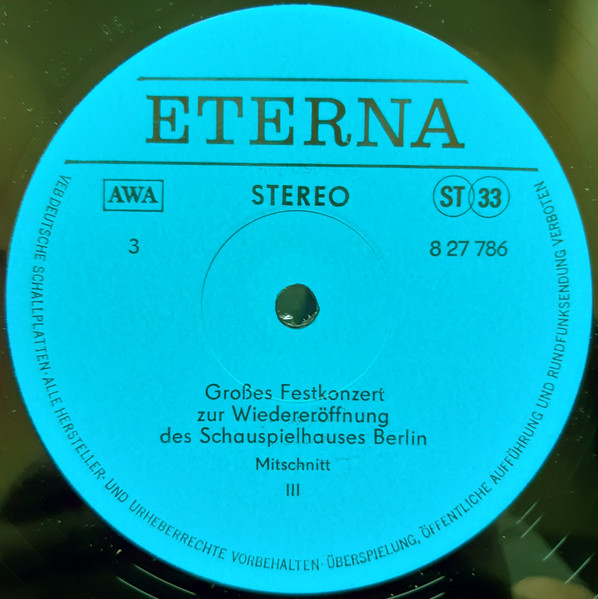 ETERNA
AWA
STEREO
ST 33
3
8 27 786
Großes Festkonzert
zur Wiedereröffnung
des Schauspielhauses Berlin
Mitschnitt
III
VEB DEUTSCHE SCHALLPLATTEN · ALLE HERSTELLER- UND URHEBERRECHTE VORBEHALTEN · ÜBERSPIELUNG, ÖFFENTLICHE AUFFÜHRUNG UND RUNDFUNKSENDUNG VERBOTEN